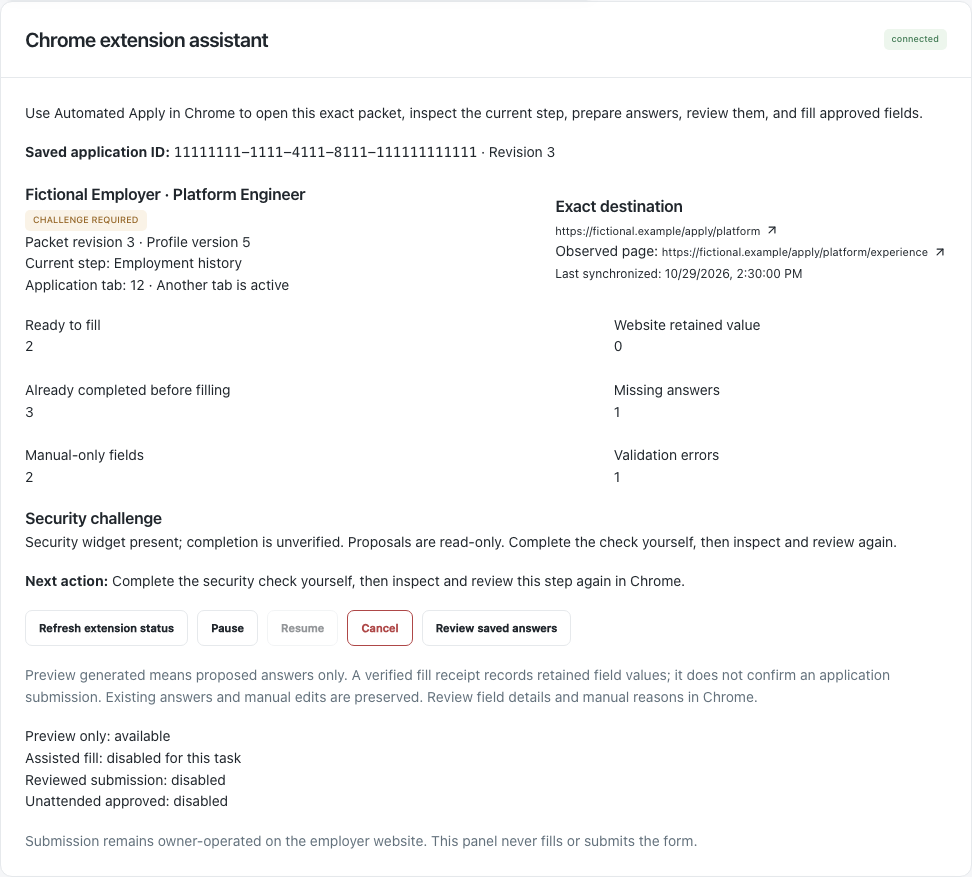 Chrome extension assistant
connected
Use Automated Apply in Chrome to open this exact packet, inspect the current step, prepare answers, review them, and fill approved fields.
Saved application ID: 11111111-1111-4111-8111-111111111111 · Revision 3
Fictional Employer · Platform Engineer
CHALLENGE REQUIRED
Packet revision 3 · Profile version 5
Current step: Employment history
Application tab: 12 · Another tab is active
Exact destination
https://fictional.example/apply/platform
Observed page: https://fictional.example/apply/platform/experience
Last synchronized: 10/29/2026, 2:30:00 PM
Ready to fill
2
Website retained value
0
Already completed before filling
3
Missing answers
1
Manual-only fields
2
Validation errors
1
Security challenge
Security widget present; completion is unverified. Proposals are read-only. Complete the check yourself, then inspect and review again.
Next action: Complete the security check yourself, then inspect and review this step again in Chrome.
Refresh extension status
Pause
Resume
Cancel
Review saved answers
Preview generated means proposed answers only. A verified fill receipt records retained field values; it does not confirm an application
submission. Existing answers and manual edits are preserved. Review field details and manual reasons in Chrome.
Preview only: available
Assisted fill: disabled for this task
Reviewed submission: disabled
Unattended approved: disabled
Submission remains owner-operated on the employer website. This panel never fills or submits the form.